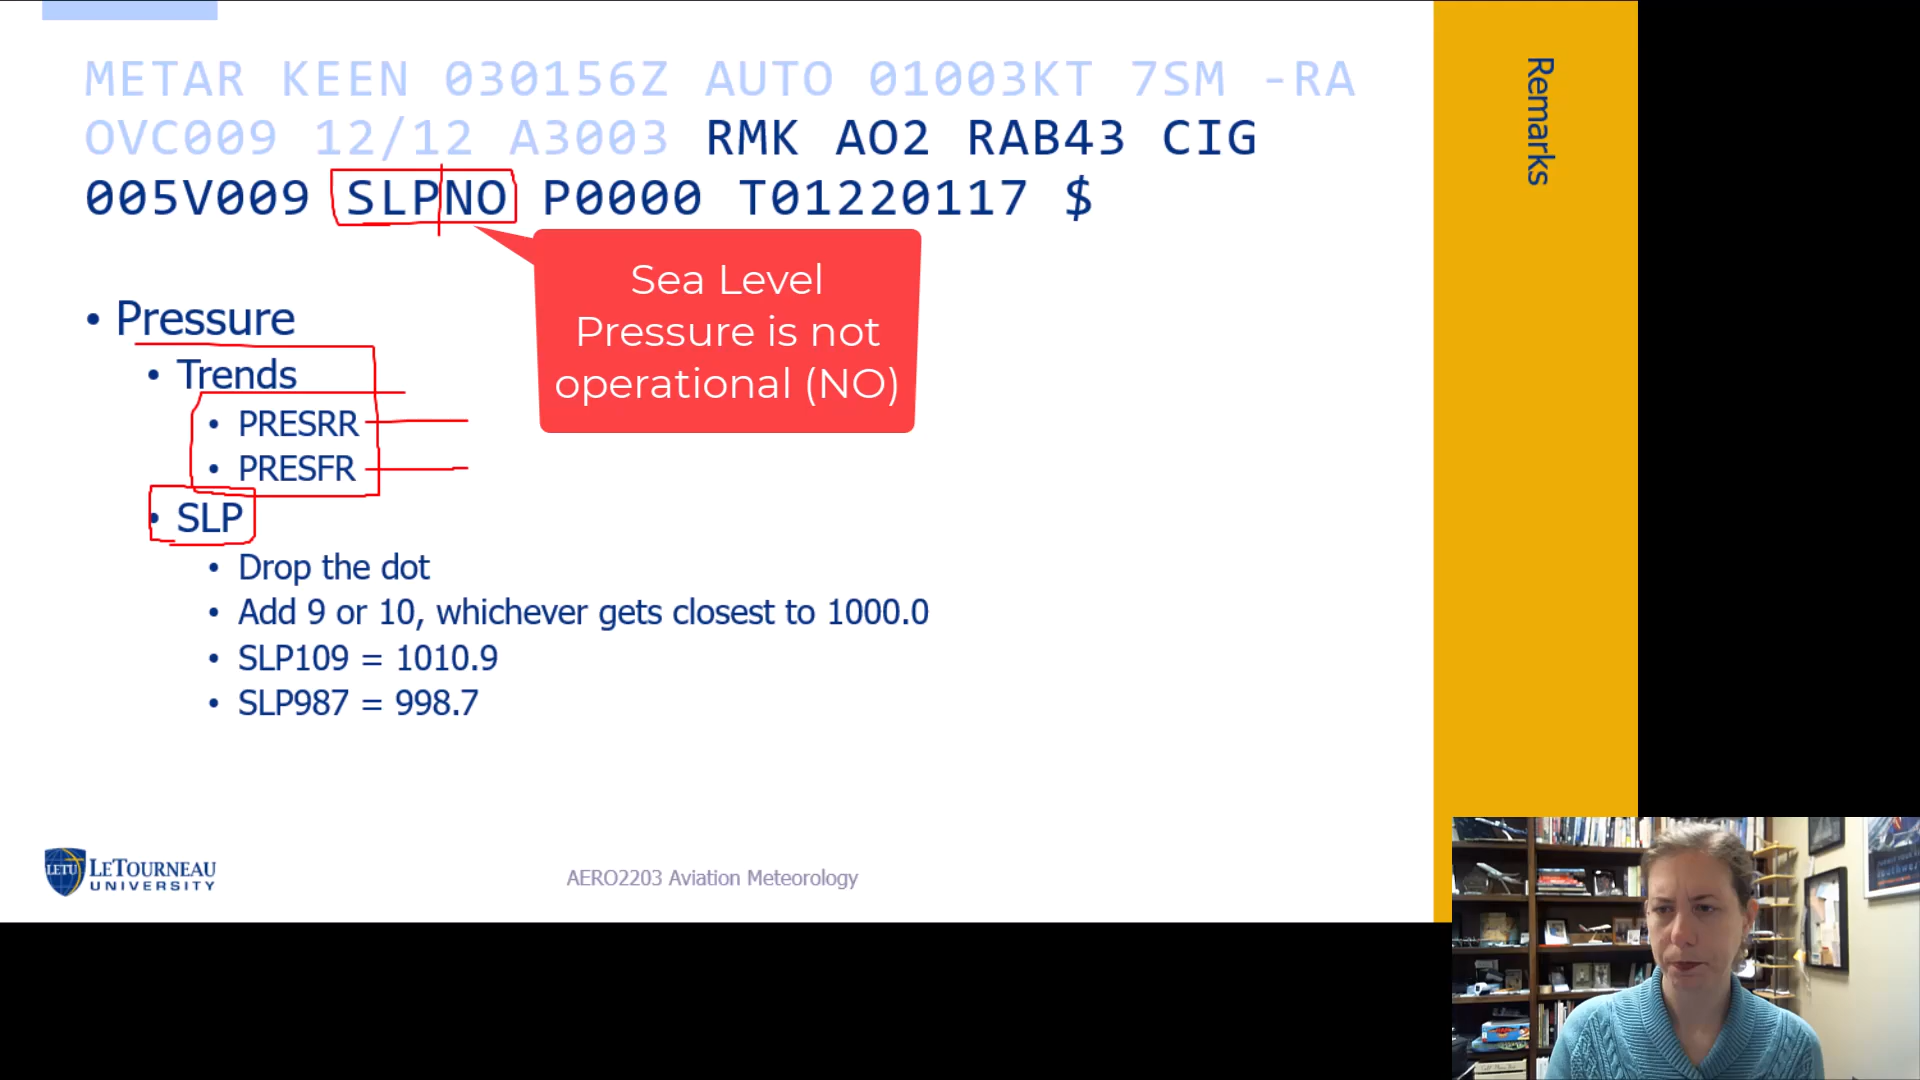 METAR KEEN 030156Z AUTO 01003KT 7SM -RA
OVC009 12/12 A3003 RMK AO2 RAB43 CIG
005V009 SLPNO P0000 T01220117 $
Remarks
Sea Level
Pressure is not
operational (NO)
• Pressure
• Trends
• PRESRR
• PRESFR
• SLP
• Drop the dot
• Add 9 or 10, whichever gets closest to 1000.0
• SLP109 = 1010.9
• SLP987 = 998.7
LETU
LETOURNEAU
UNIVERSITY
AERO2203 Aviation Meteorology